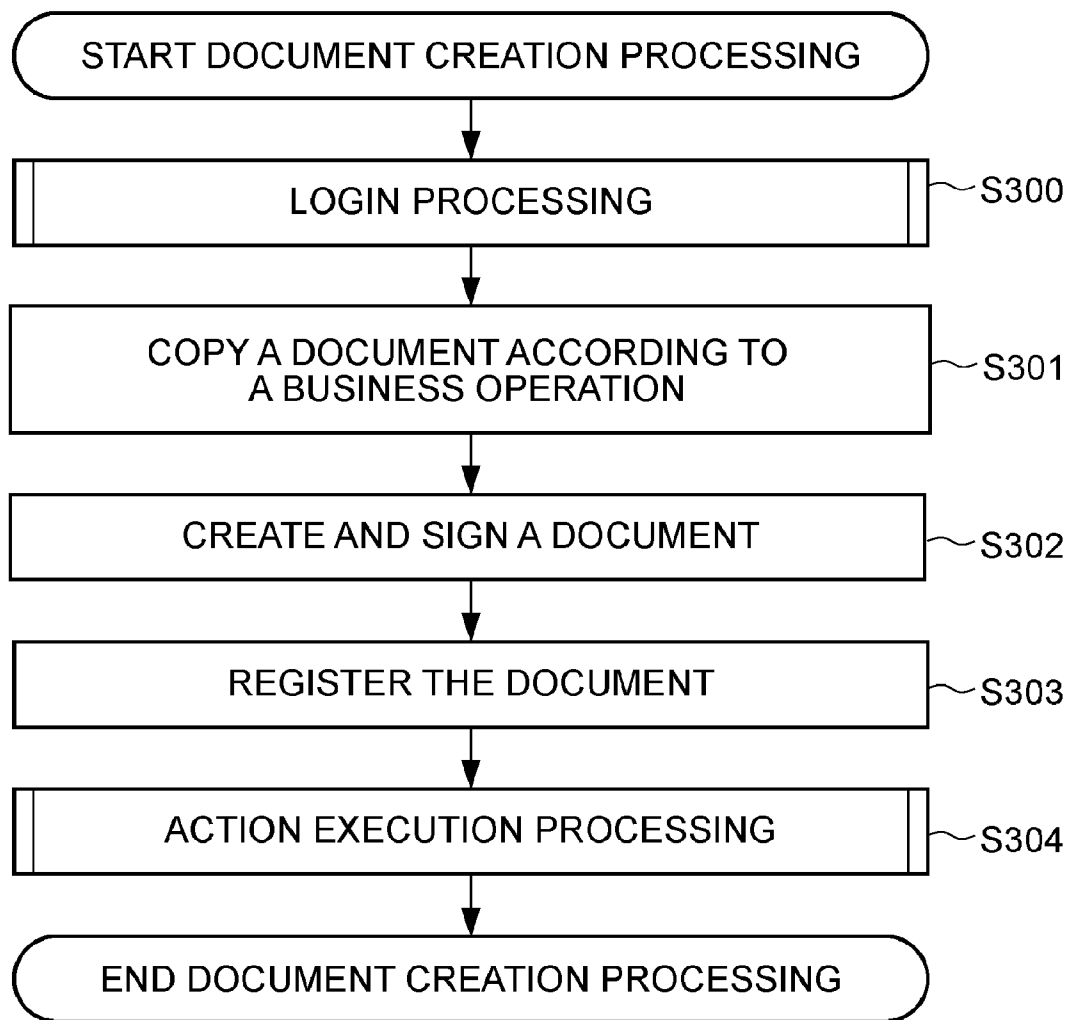 START DOCUMENT CREATION PROCESSING
LOGIN PROCESSING
S300
COPY A DOCUMENT ACCORDING TO
A BUSINESS OPERATION
S301
CREATE AND SIGN A DOCUMENT
S302
REGISTER THE DOCUMENT
S303
ACTION EXECUTION PROCESSING
S304
END DOCUMENT CREATION PROCESSING